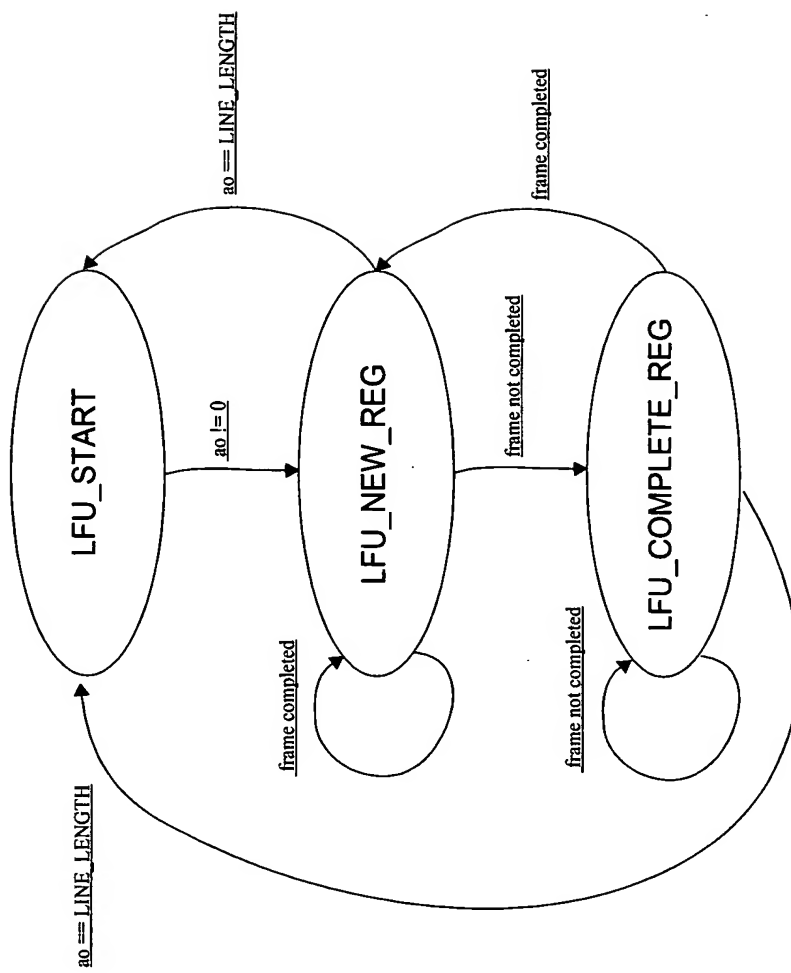 LFU_START
ao == LINE_LENGTH
ao != 0
LFU_NEW_REG
frame completed
frame not completed
frame completed
LFU_COMPLETE_REG
frame not completed
ao == LINE_LENGTH